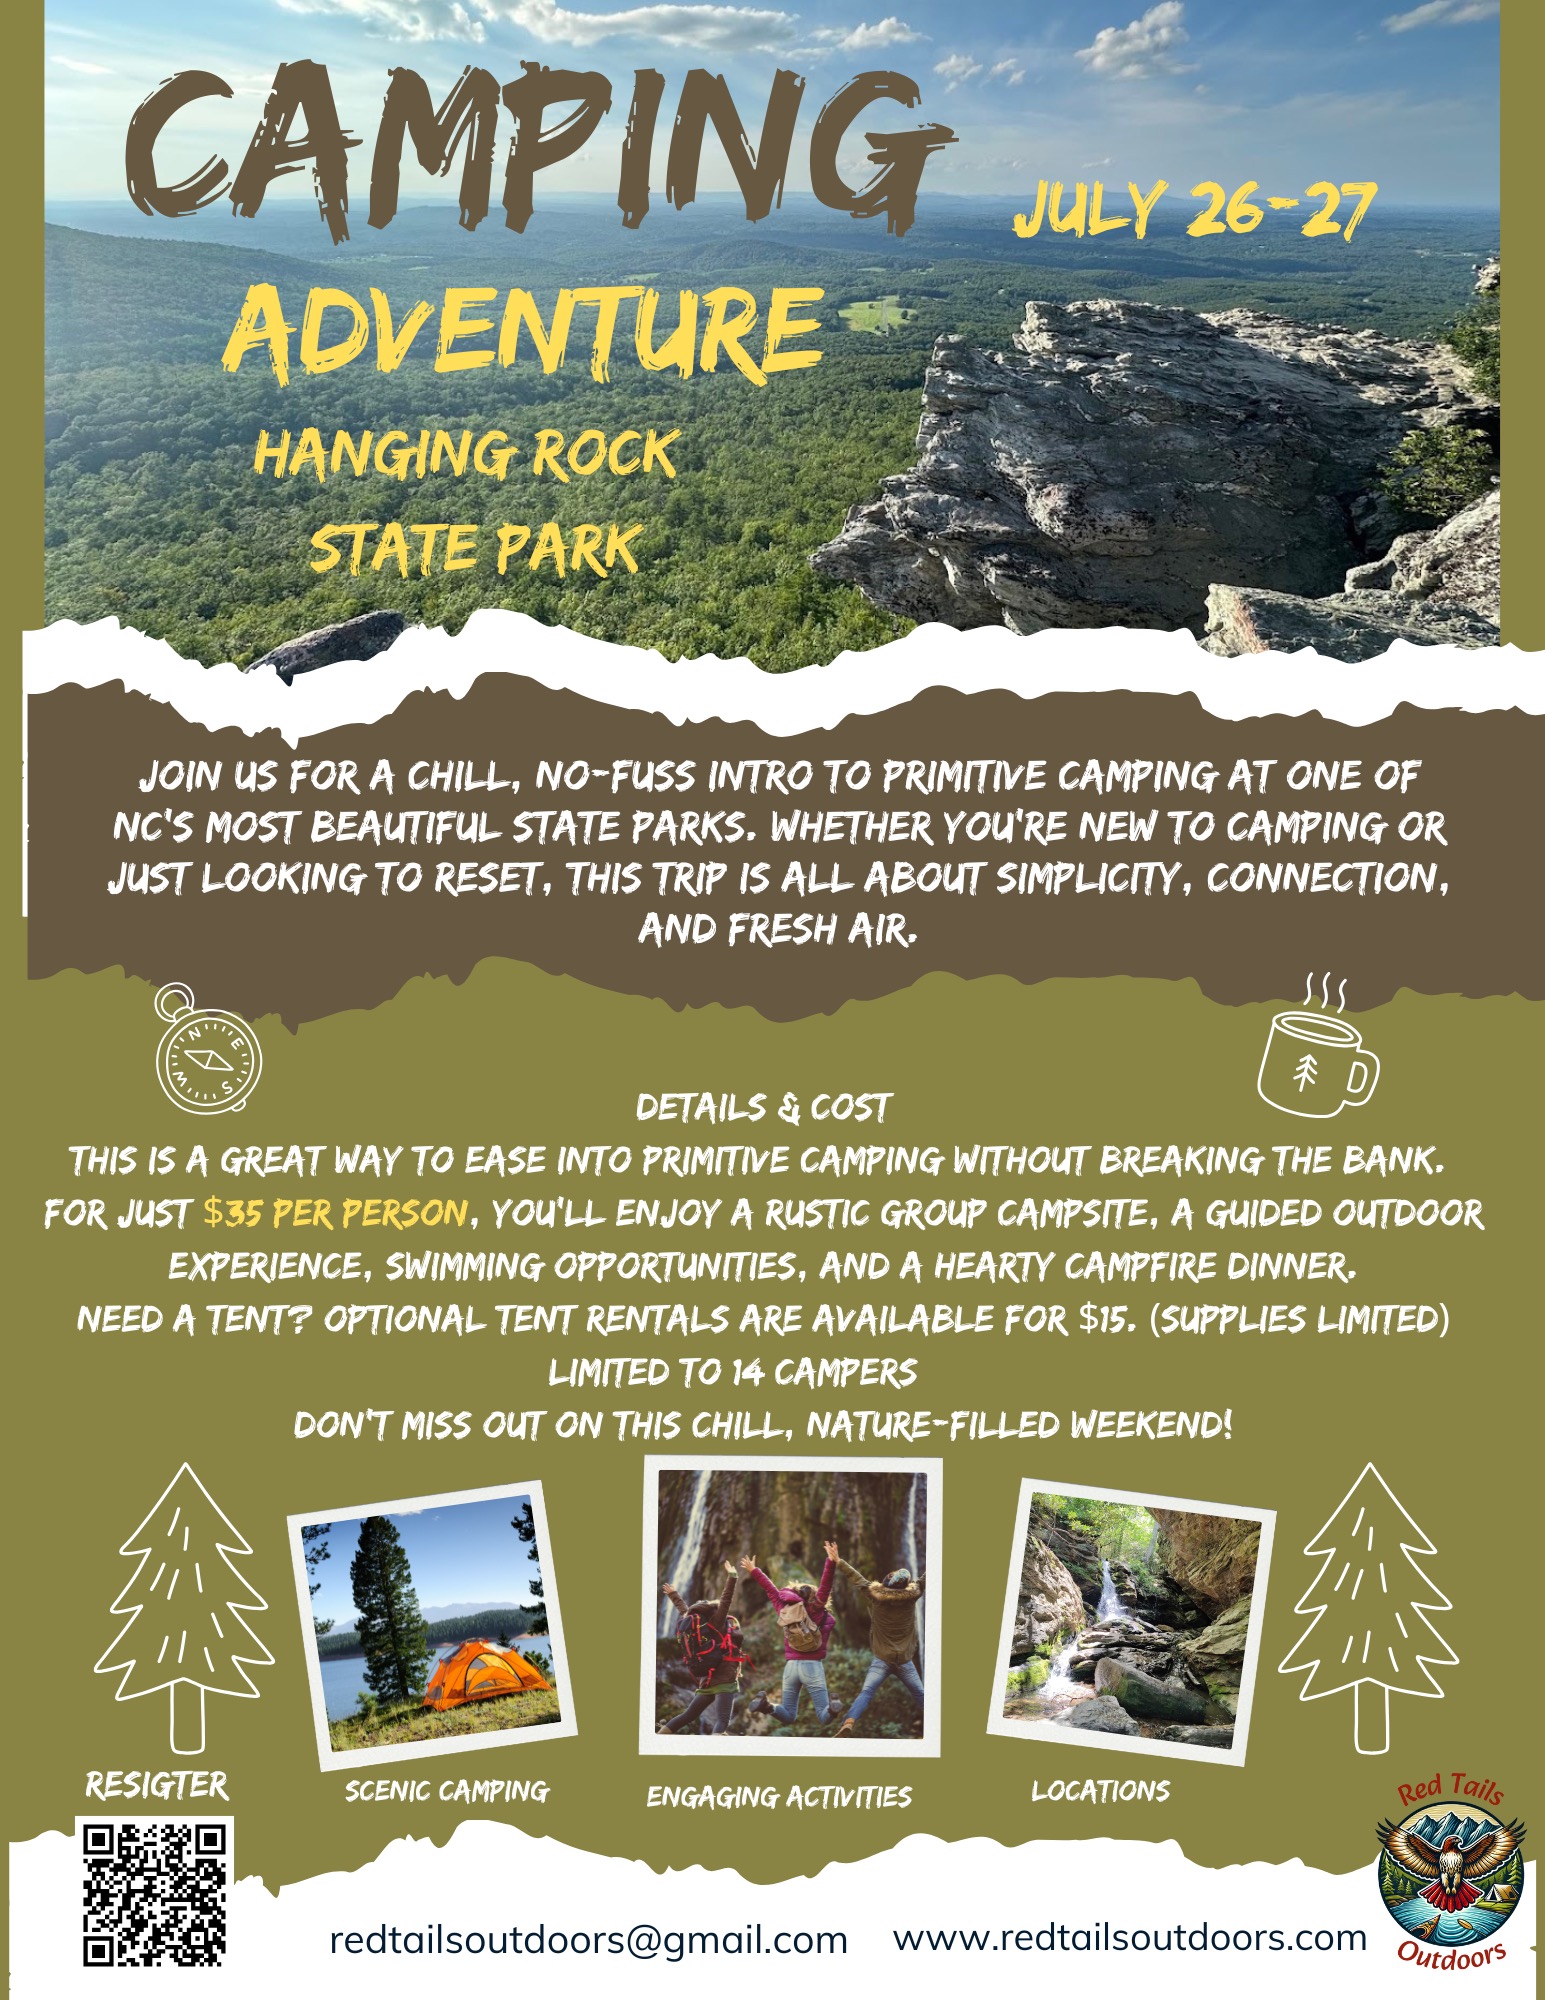 CAMPING
JULY 26-27
ADVENTURE
HANGING ROCK
STATE PARK
JOIN US FOR A CHILL, NO-FUSS INTRO TO PRIMITIVE CAMPING AT ONE OF
NC'S MOST BEAUTIFUL STATE PARKS. WHETHER YOU'RE NEW TO CAMPING OR
JUST LOOKING TO RESET, THIS TRIP IS ALL ABOUT SIMPLICITY, CONNECTION,
AND FRESH AIR.
N
E
S
W
DETAILS & COST
THIS IS A GREAT WAY TO EASE INTO PRIMITIVE CAMPING WITHOUT BREAKING THE BANK.
FOR JUST $35 PER PERSON, YOU'LL ENJOY A RUSTIC GROUP CAMPSITE, A GUIDED OUTDOOR
EXPERIENCE, SWIMMING OPPORTUNITIES, AND A HEARTY CAMPFIRE DINNER.
NEED A TENT? OPTIONAL TENT RENTALS ARE AVAILABLE FOR $15. (SUPPLIES LIMITED)
LIMITED TO 14 CAMPERS
DON'T MISS OUT ON THIS CHILL, NATURE-FILLED WEEKEND!
RESIGTER
SCENIC CAMPING
ENGAGING ACTIVITIES
LOCATIONS
redtailsoutdoors@gmail.com
www.redtailsoutdoors.com
Red Tails
Outdoors